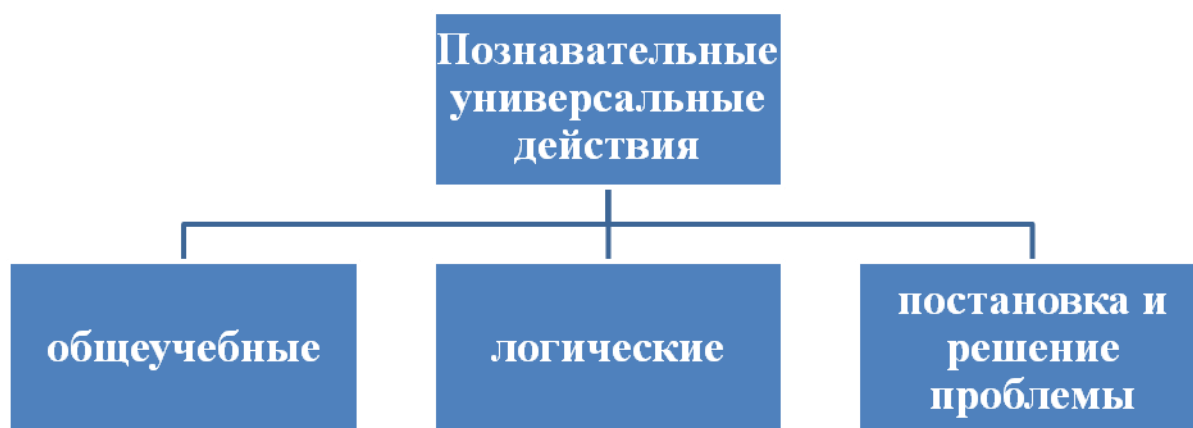 Познавательные
универсальные
действия
общеучебные
логические
постановка и
решение
проблемы